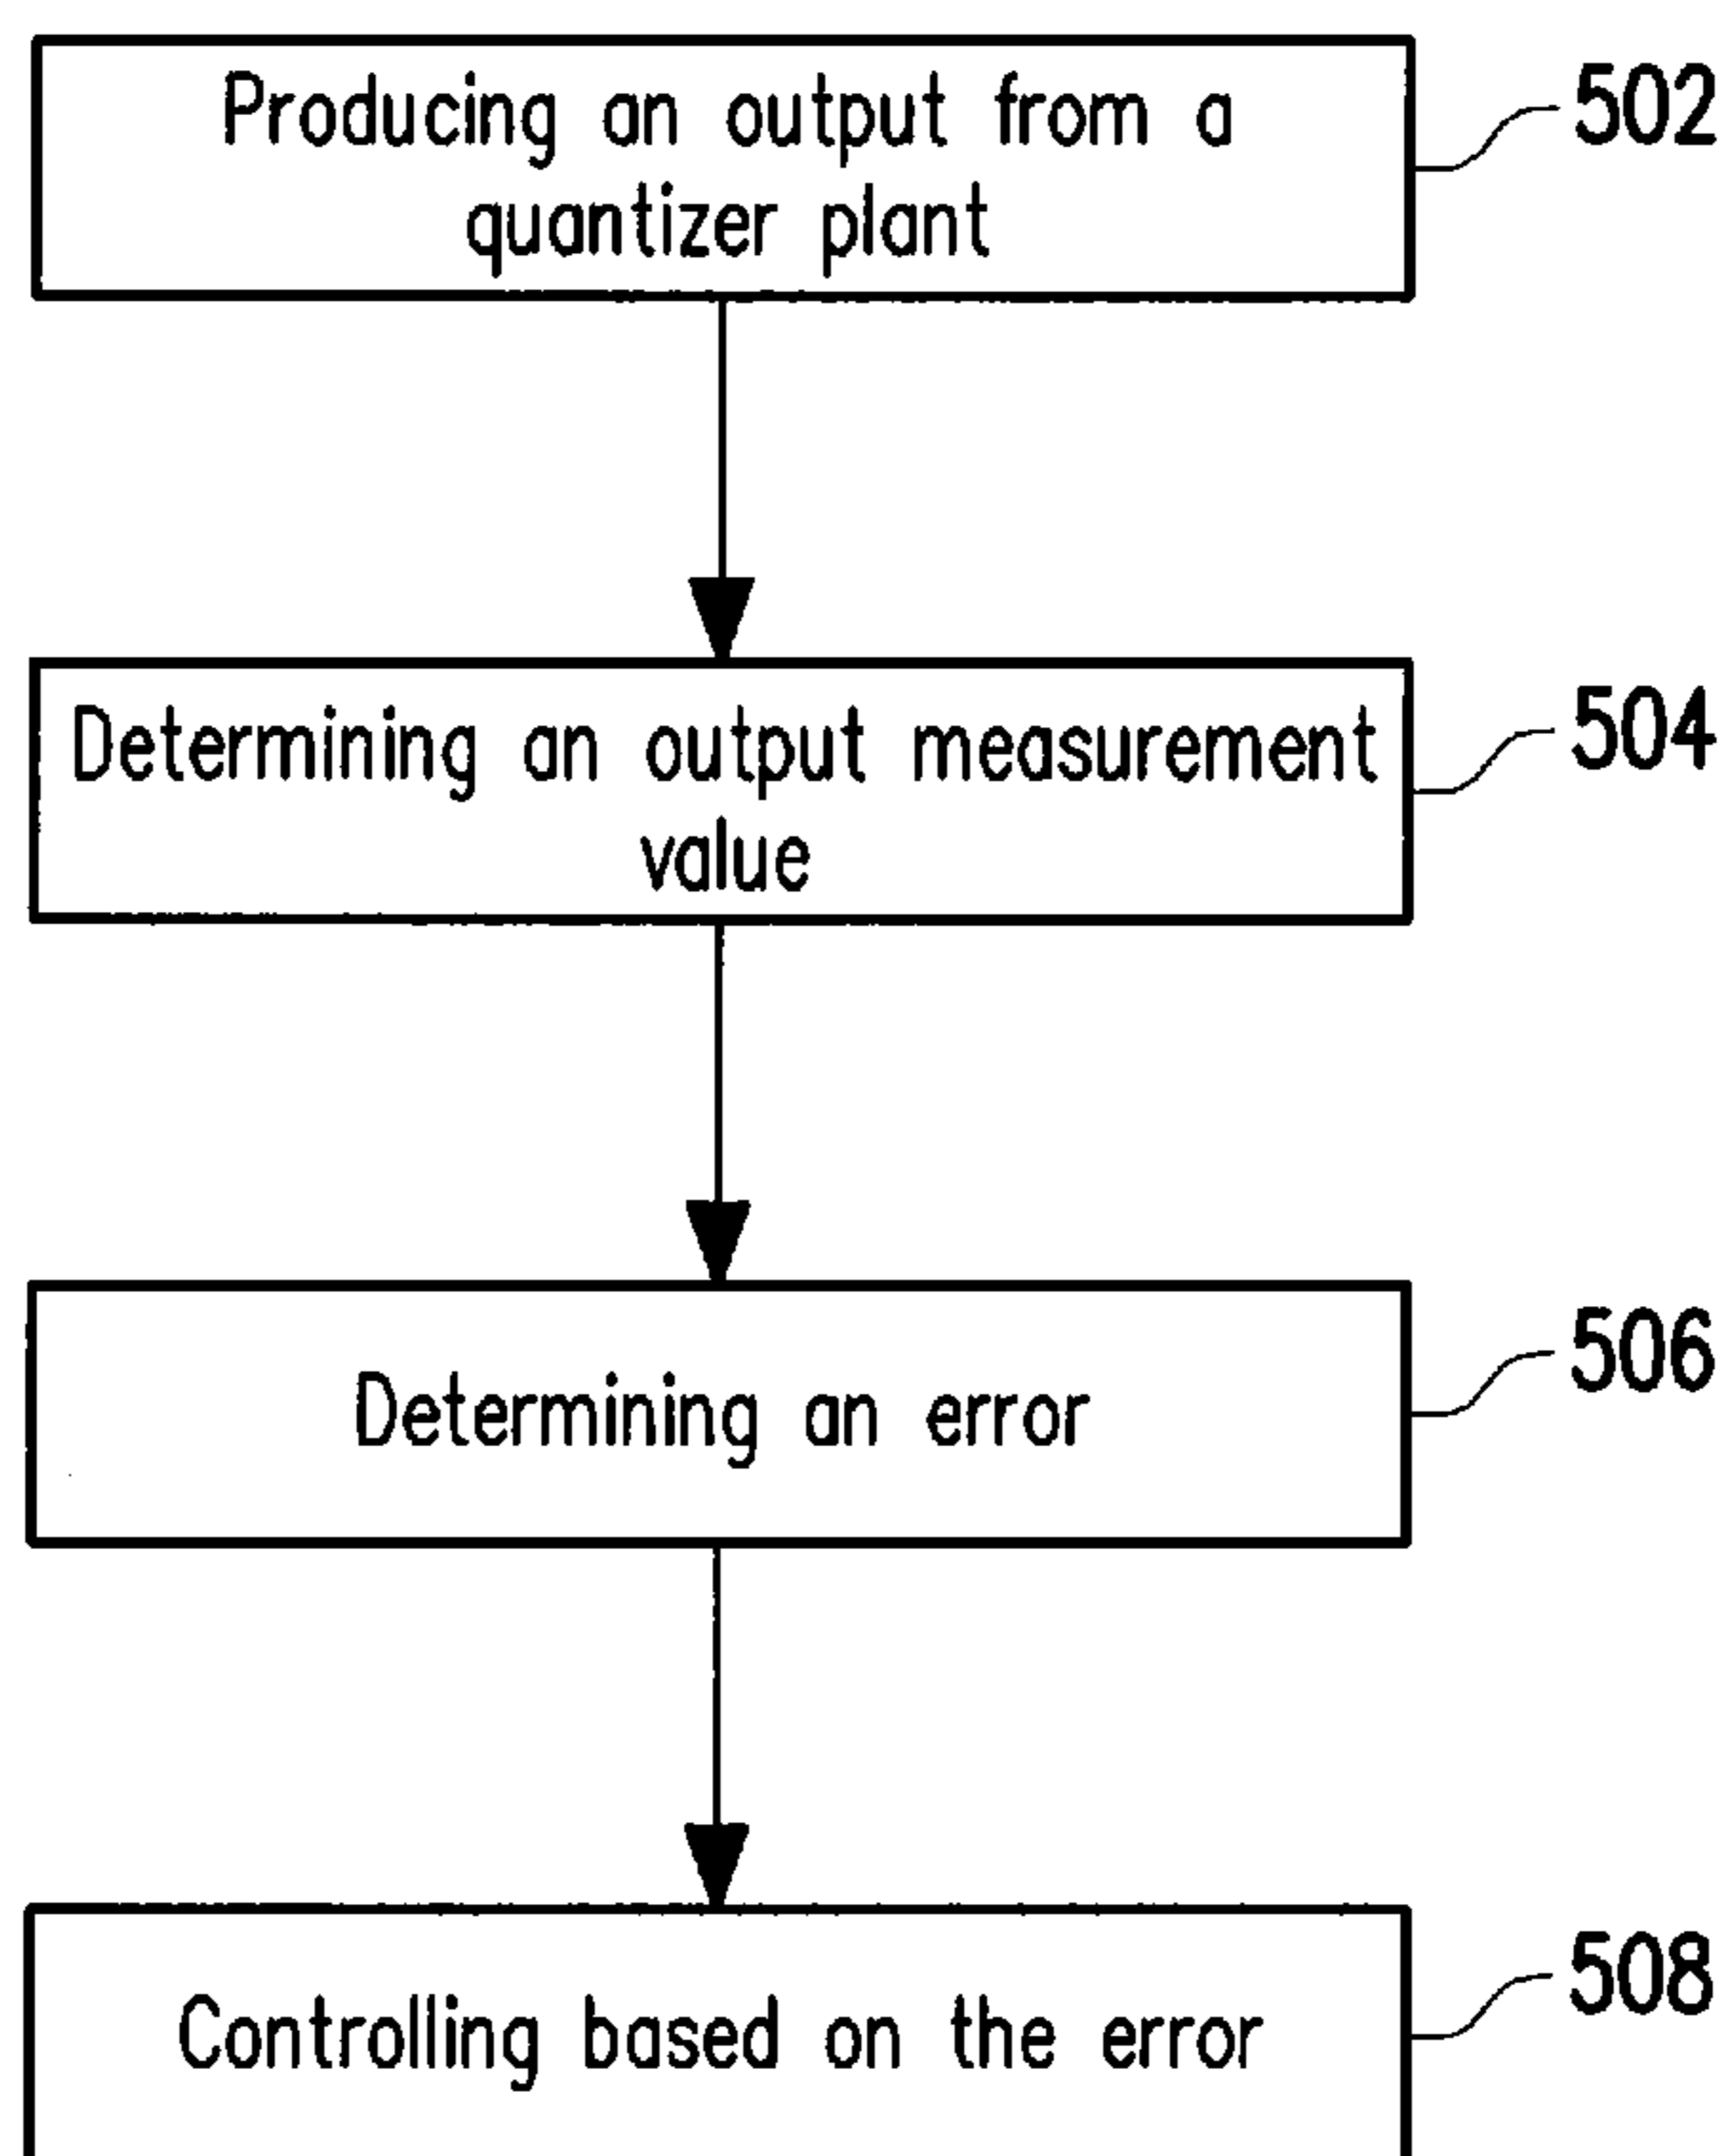 Producing an output from a
quantizer plant
502
Determining an output measurement
value
504
Determining an error
506
Controlling based on the error
508